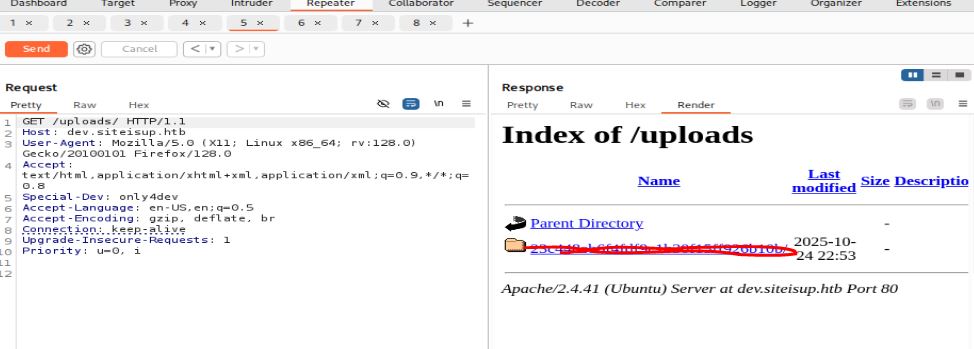 Dashboard Target Proxy Intruder Repeater Collaborator Sequencer Decoder Comparer Logger Organizer Extensions
1 × 2 × 3 × 4 × 5 × 6 × 7 × 8 × +
Send Cancel < | ▾ > | ▾
Request
Pretty Raw Hex \n
1 GET /uploads/ HTTP/1.1
2 Host: dev.siteisup.htb
3 User-Agent: Mozilla/5.0 (X11; Linux x86_64; rv:128.0)
Gecko/20100101 Firefox/128.0
4 Accept:
text/html,application/xhtml+xml,application/xml;q=0.9,*/*;q=
0.8
5 Special-Dev: only4dev
6 Accept-Language: en-US,en;q=0.5
7 Accept-Encoding: gzip, deflate, br
8 Connection: keep-alive
9 Upgrade-Insecure-Requests: 1
10 Priority: u=0, i
11
12
Response
Pretty Raw Hex Render \n
Index of /uploads
Name Last modified Size Descriptio
Parent Directory -
2025-10-
24 22:53 -
Apache/2.4.41 (Ubuntu) Server at dev.siteisup.htb Port 80